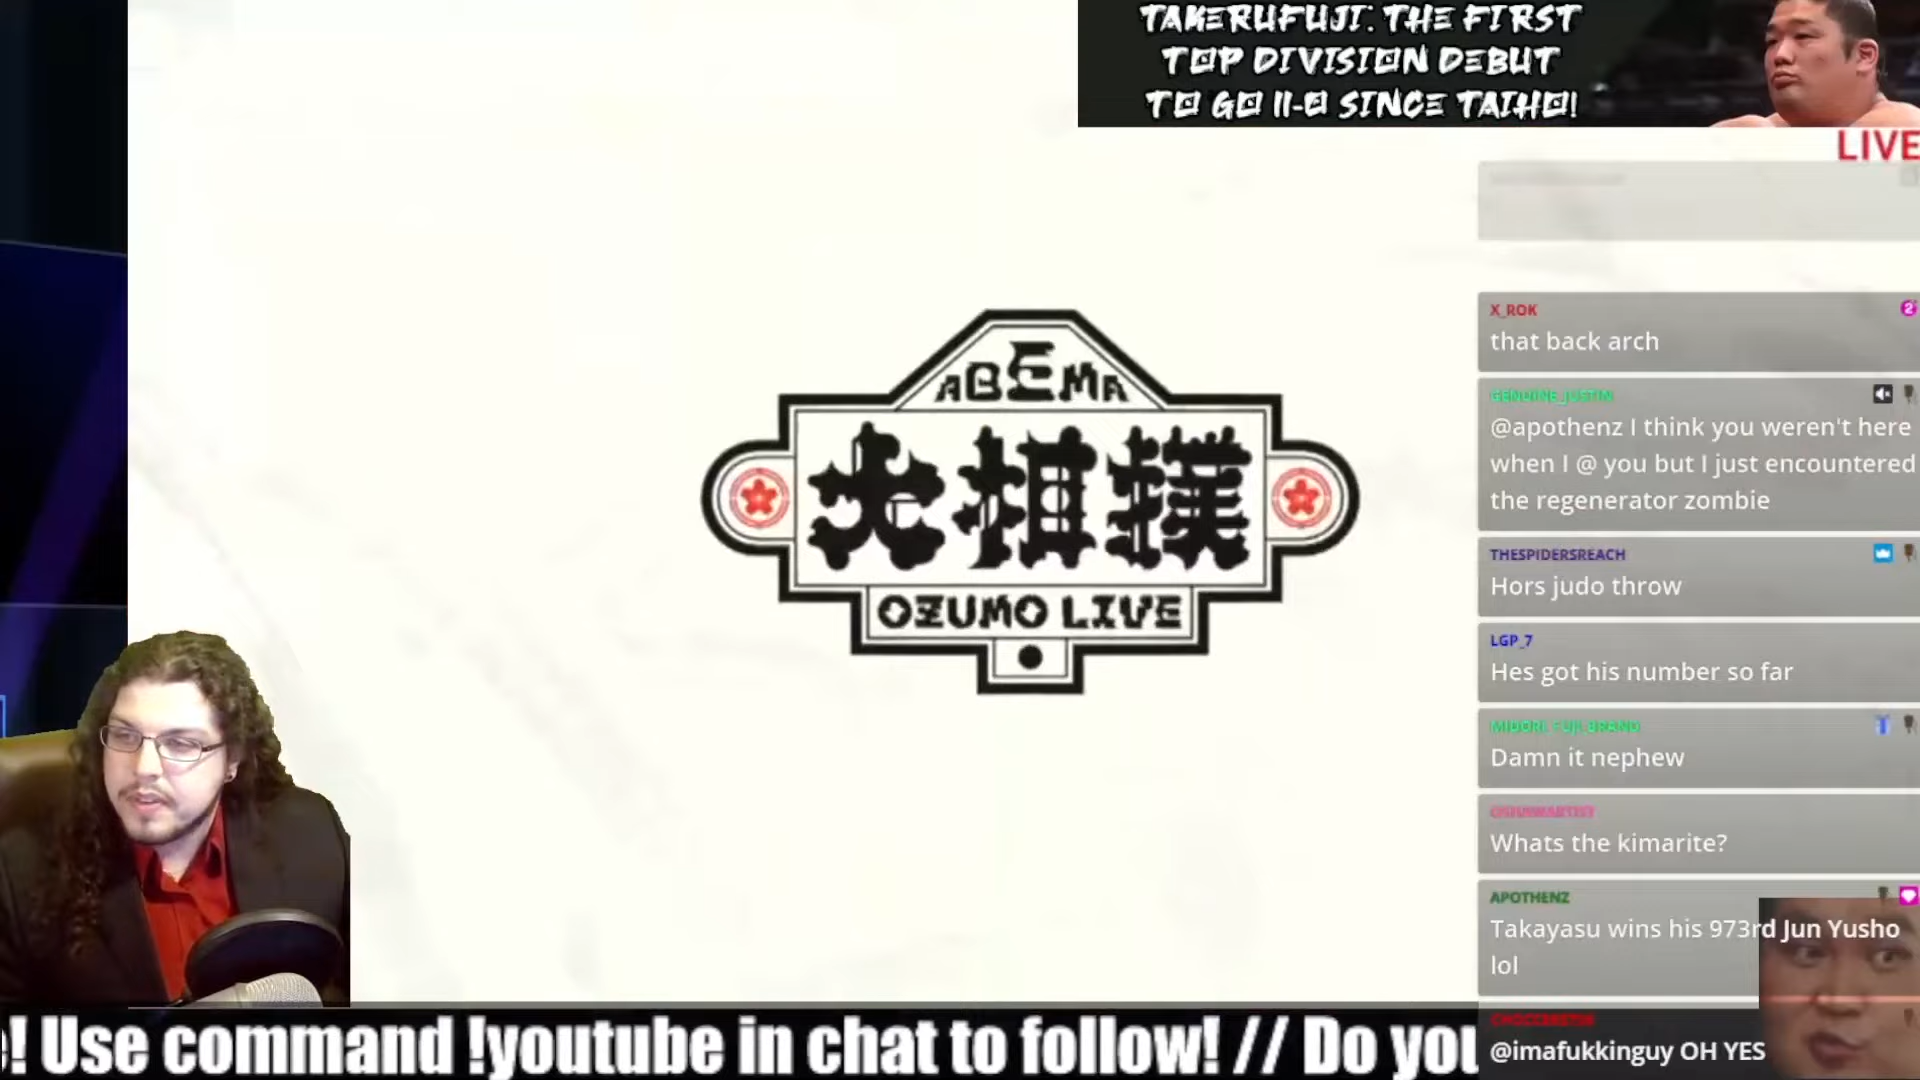 TAKERUFUJI: THE FIRST
TOP DIVISION DEBUT
TO GO 11-0 SINCE TAIHO!
LIVE
ABEMA
大相撲
OZUMO LIVE
X_ROK
that back arch
GENUINE_JUSTIN
@apothenz I think you weren't here
when I @ you but I just encountered
the regenerator zombie
THESPIDERSREACH
Hors judo throw
LGP_7
Hes got his number so far
MIDORI_FUJI_BRAND
Damn it nephew
Whats the kimarite?
APOTHENZ
Takayasu wins his 973rd Jun Yusho
lol
@imafukkinguy OH YES
! Use command !youtube in chat to follow! // Do you